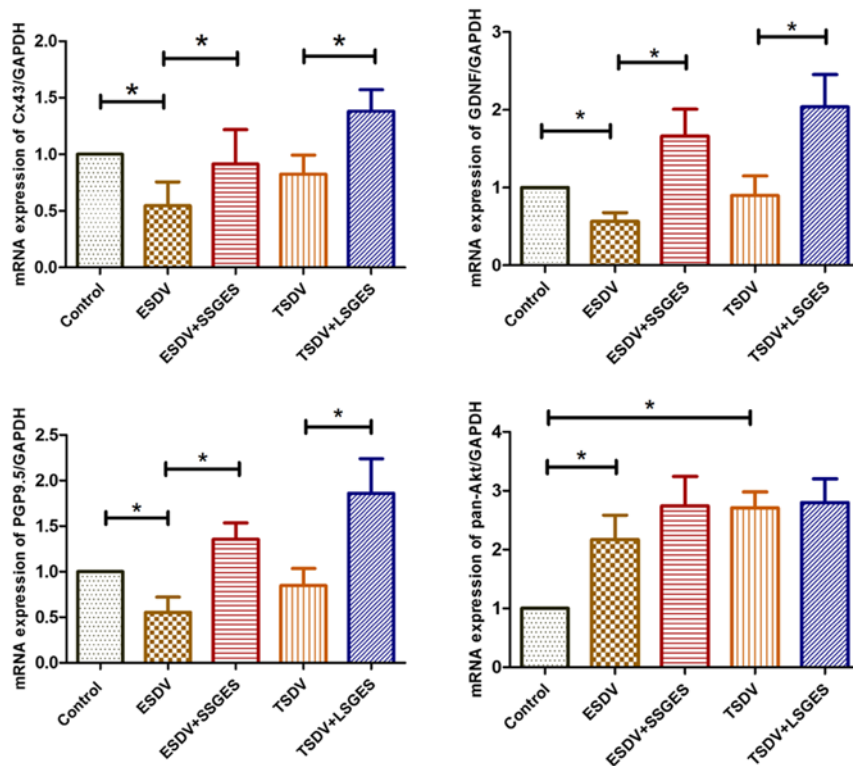 mRNA expression of Cx43/GAPDH
2.0
1.5
1.0
0.5
0.0
*
*
*
Control
ESDV
ESDV+SSGES
TSDV
TSDV+LSGES
mRNA expression of GDNF/GAPDH
3
2
1
0
*
*
*
Control
ESDV
ESDV+SSGES
TSDV
TSDV+LSGES
mRNA expression of PGP9.5/GAPDH
2.5
2.0
1.5
1.0
0.5
0.0
*
*
*
Control
ESDV
ESDV+SSGES
TSDV
TSDV+LSGES
mRNA expression of pan-Akt/GAPDH
4
3
2
1
0
*
*
Control
ESDV
ESDV+SSGES
TSDV
TSDV+LSGES